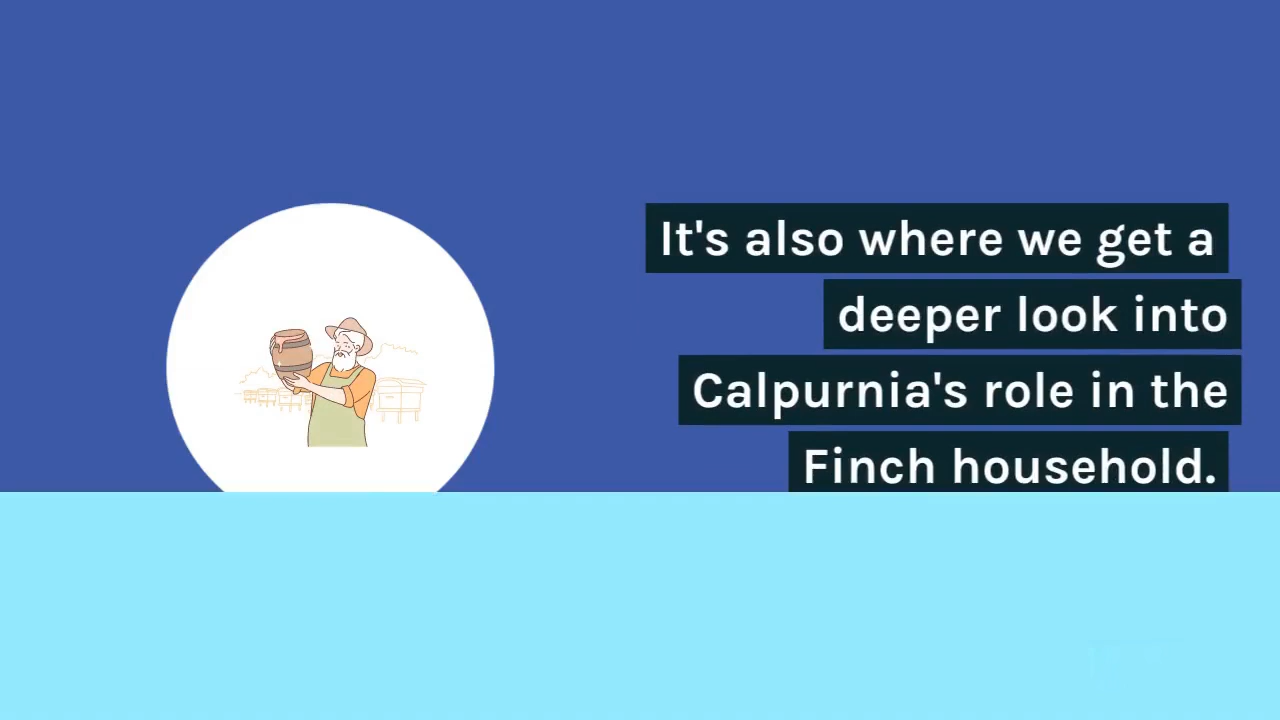 It's also where we get a
deeper look into
Calpurnia's role in the
Finch household.